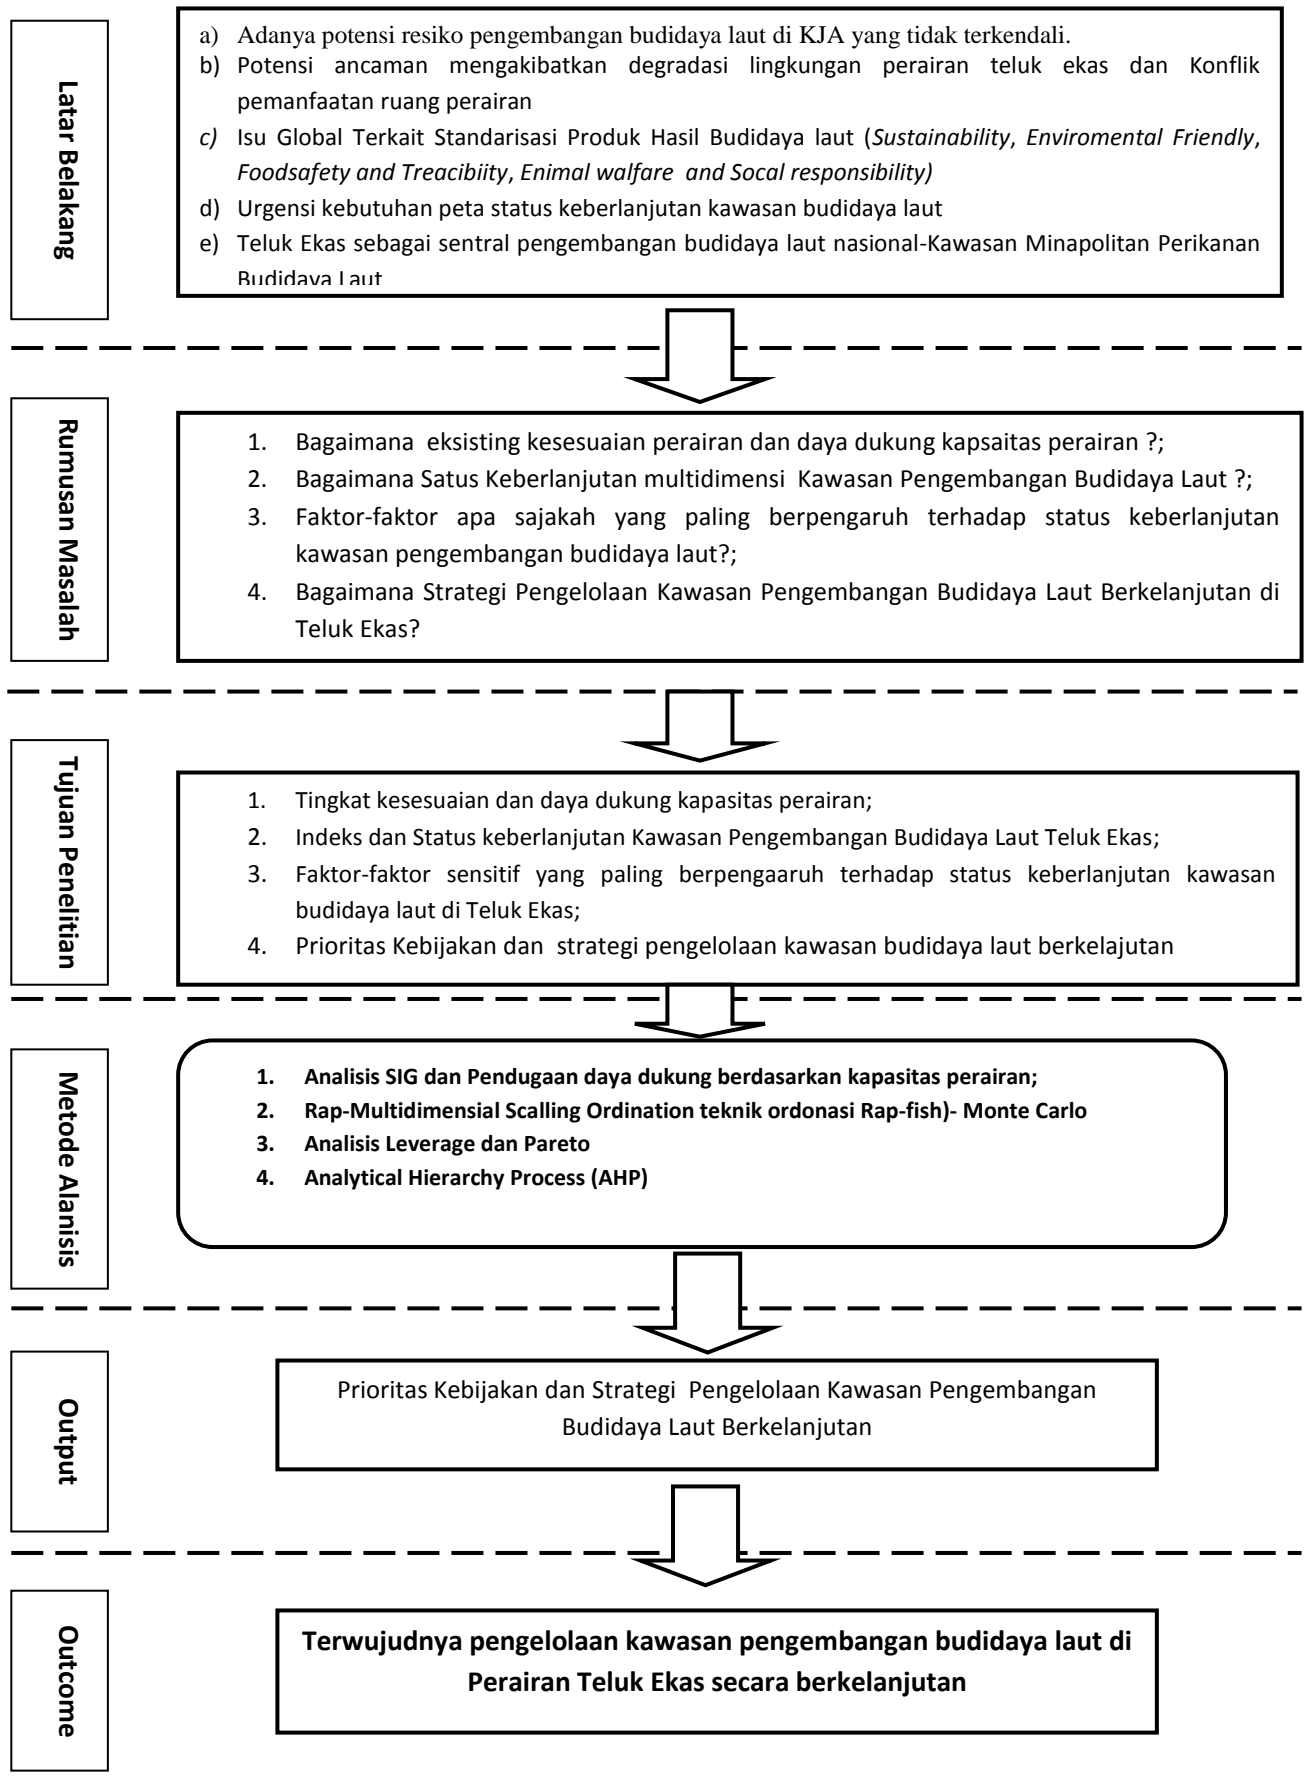 Latar Belakang
a) Adanya potensi resiko pengembangan budidaya laut di KJA yang tidak terkendali.
b) Potensi ancaman mengakibatkan degradasi lingkungan perairan teluk ekas dan Konflik
pemanfaatan ruang perairan
c) Isu Global Terkait Standarisasi Produk Hasil Budidaya laut (Sustainability, Enviromental Friendly,
Foodsafety and Treacibiity, Enimal walfare and Socal responsibility)
d) Urgensi kebutuhan peta status keberlanjutan kawasan budidaya laut
e) Teluk Ekas sebagai sentral pengembangan budidaya laut nasional-Kawasan Minapolitan Perikanan
Budidaya Laut
Rumusan Masalah
1. Bagaimana eksisting kesesuaian perairan dan daya dukung kapsaitas perairan ?;
2. Bagaimana Satus Keberlanjutan multidimensi Kawasan Pengembangan Budidaya Laut ?;
3. Faktor-faktor apa sajakah yang paling berpengaruh terhadap status keberlanjutan
kawasan pengembangan budidaya laut?;
4. Bagaimana Strategi Pengelolaan Kawasan Pengembangan Budidaya Laut Berkelanjutan di
Teluk Ekas?
Tujuan Penelitian
1. Tingkat kesesuaian dan daya dukung kapasitas perairan;
2. Indeks dan Status keberlanjutan Kawasan Pengembangan Budidaya Laut Teluk Ekas;
3. Faktor-faktor sensitif yang paling berpengaaruh terhadap status keberlanjutan kawasan
budidaya laut di Teluk Ekas;
4. Prioritas Kebijakan dan strategi pengelolaan kawasan budidaya laut berkelajutan
Metode Alanisis
1. Analisis SIG dan Pendugaan daya dukung berdasarkan kapasitas perairan;
2. Rap-Multidimensial Scalling Ordination teknik ordonasi Rap-fish)- Monte Carlo
3. Analisis Leverage dan Pareto
4. Analytical Hierarchy Process (AHP)
Output
Prioritas Kebijakan dan Strategi Pengelolaan Kawasan Pengembangan
Budidaya Laut Berkelanjutan
Outcome
Terwujudnya pengelolaan kawasan pengembangan budidaya laut di
Perairan Teluk Ekas secara berkelanjutan